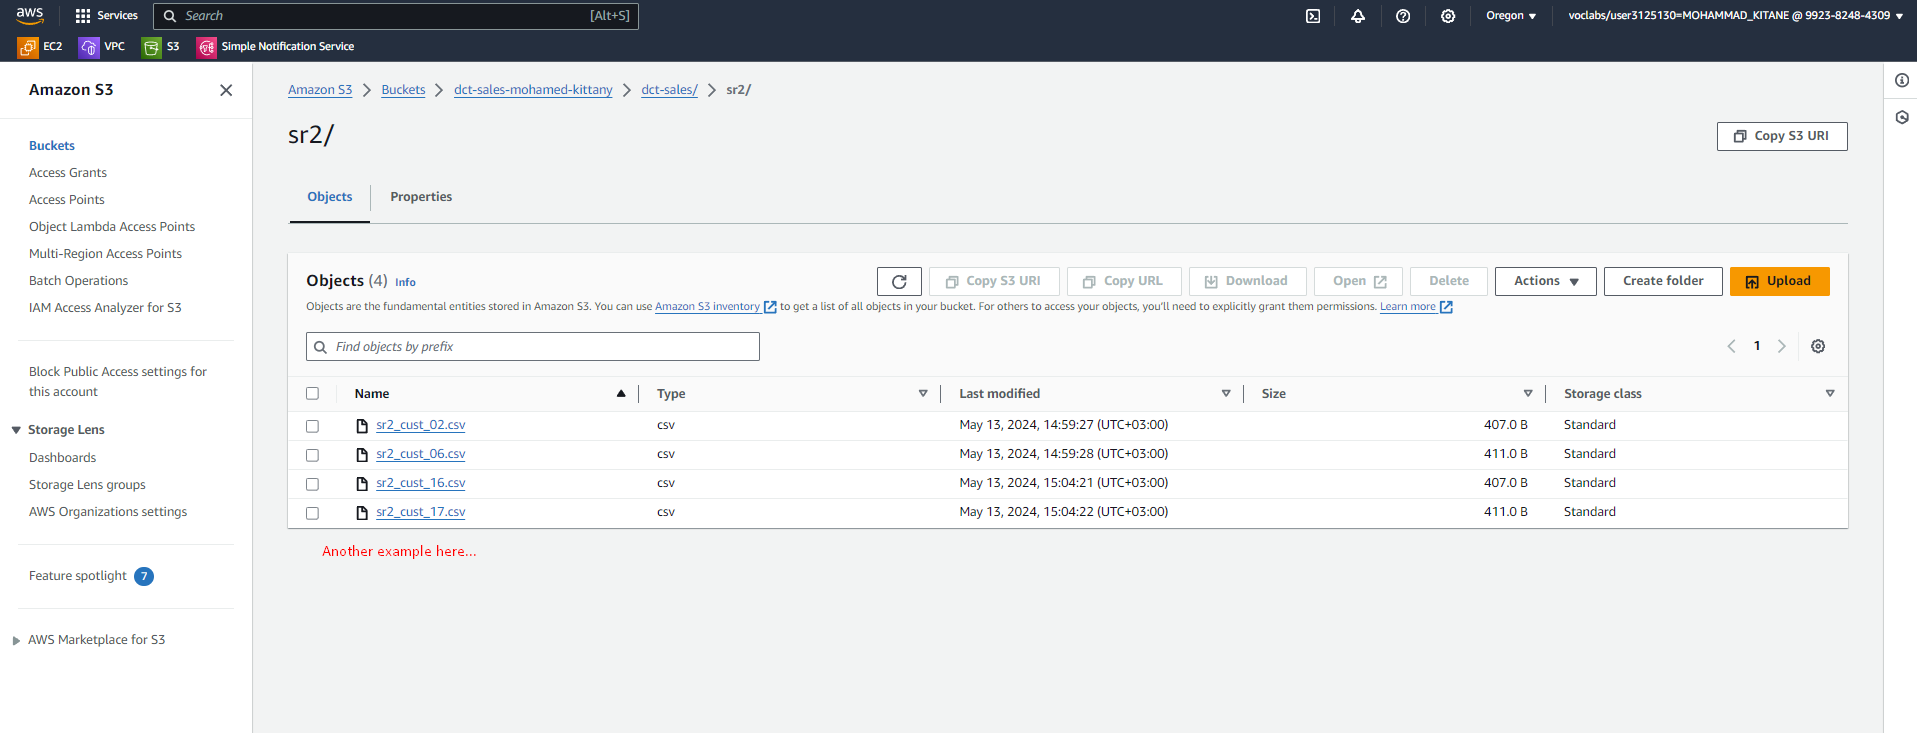 aws Services Search [Alt+S] Oregon voclabs/user3125130=MOHAMMAD_KITANE @ 9923-8248-4309
EC2 VPC S3 Simple Notification Service
Amazon S3
Buckets
Access Grants
Access Points
Object Lambda Access Points
Multi-Region Access Points
Batch Operations
IAM Access Analyzer for S3
Block Public Access settings for
this account
Storage Lens
Dashboards
Storage Lens groups
AWS Organizations settings
Feature spotlight 7
AWS Marketplace for S3
Amazon S3 Buckets dct-sales-mohamed-kittany dct-sales/ sr2/
sr2/
Copy S3 URI
Objects Properties
Objects (4) Info
Copy S3 URI Copy URL Download Open Delete Actions Create folder Upload
Objects are the fundamental entities stored in Amazon S3. You can use Amazon S3 inventory to get a list of all objects in your bucket. For others to access your objects, you'll need to explicitly grant them permissions. Learn more
Find objects by prefix
1
Name Type Last modified Size Storage class
sr2_cust_02.csv csv May 13, 2024, 14:59:27 (UTC+03:00) 407.0 B Standard
sr2_cust_06.csv csv May 13, 2024, 14:59:28 (UTC+03:00) 411.0 B Standard
sr2_cust_16.csv csv May 13, 2024, 15:04:21 (UTC+03:00) 407.0 B Standard
sr2_cust_17.csv csv May 13, 2024, 15:04:22 (UTC+03:00) 411.0 B Standard
Another example here...